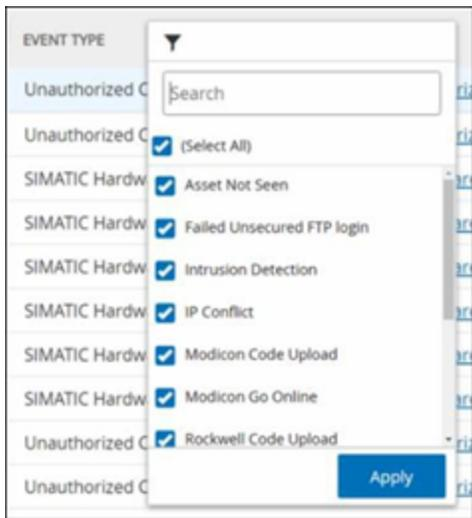 EVENT TYPE
Search
(Select All)
Unauthorized C
Unauthorized C
SIMATIC Hardw
SIMATIC Hardw
SIMATIC Hardw
SIMATIC Hardw
SIMATIC Hardw
SIMATIC Hardw
Unauthorized C
Unauthorized C
Asset Not Seen
Failed Unsecured FTP login
Intrusion Detection
IP Conflict
Modicon Code Upload
Modicon Go Online
Rockwell Code Upload
Apply